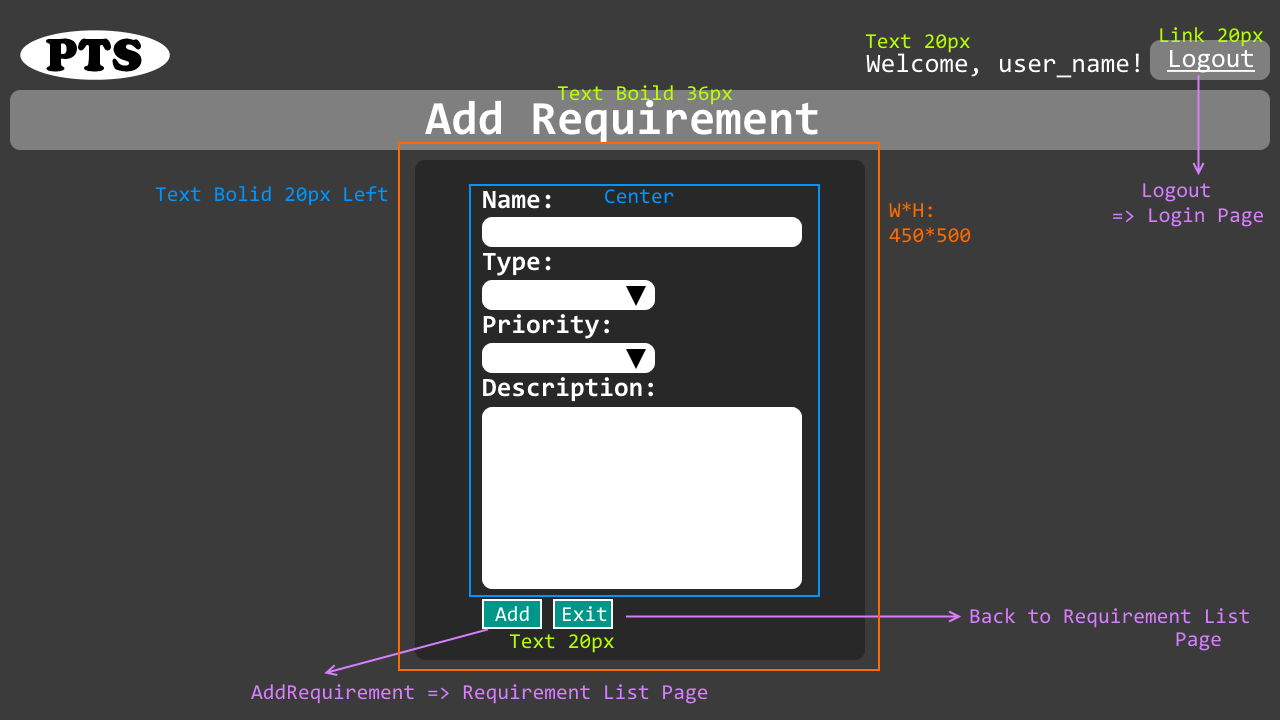 PTS
Text 20px
Welcome, user_name!
Link 20px
Logout
Text Boild 36px
Add Requirement
Text Bolid 20px Left
Name:
Center
W*H:
450*500
Logout
=> Login Page
Type:
Priority:
Description:
Add
Exit
Text 20px
Back to Requirement List
Page
AddRequirement => Requirement List Page